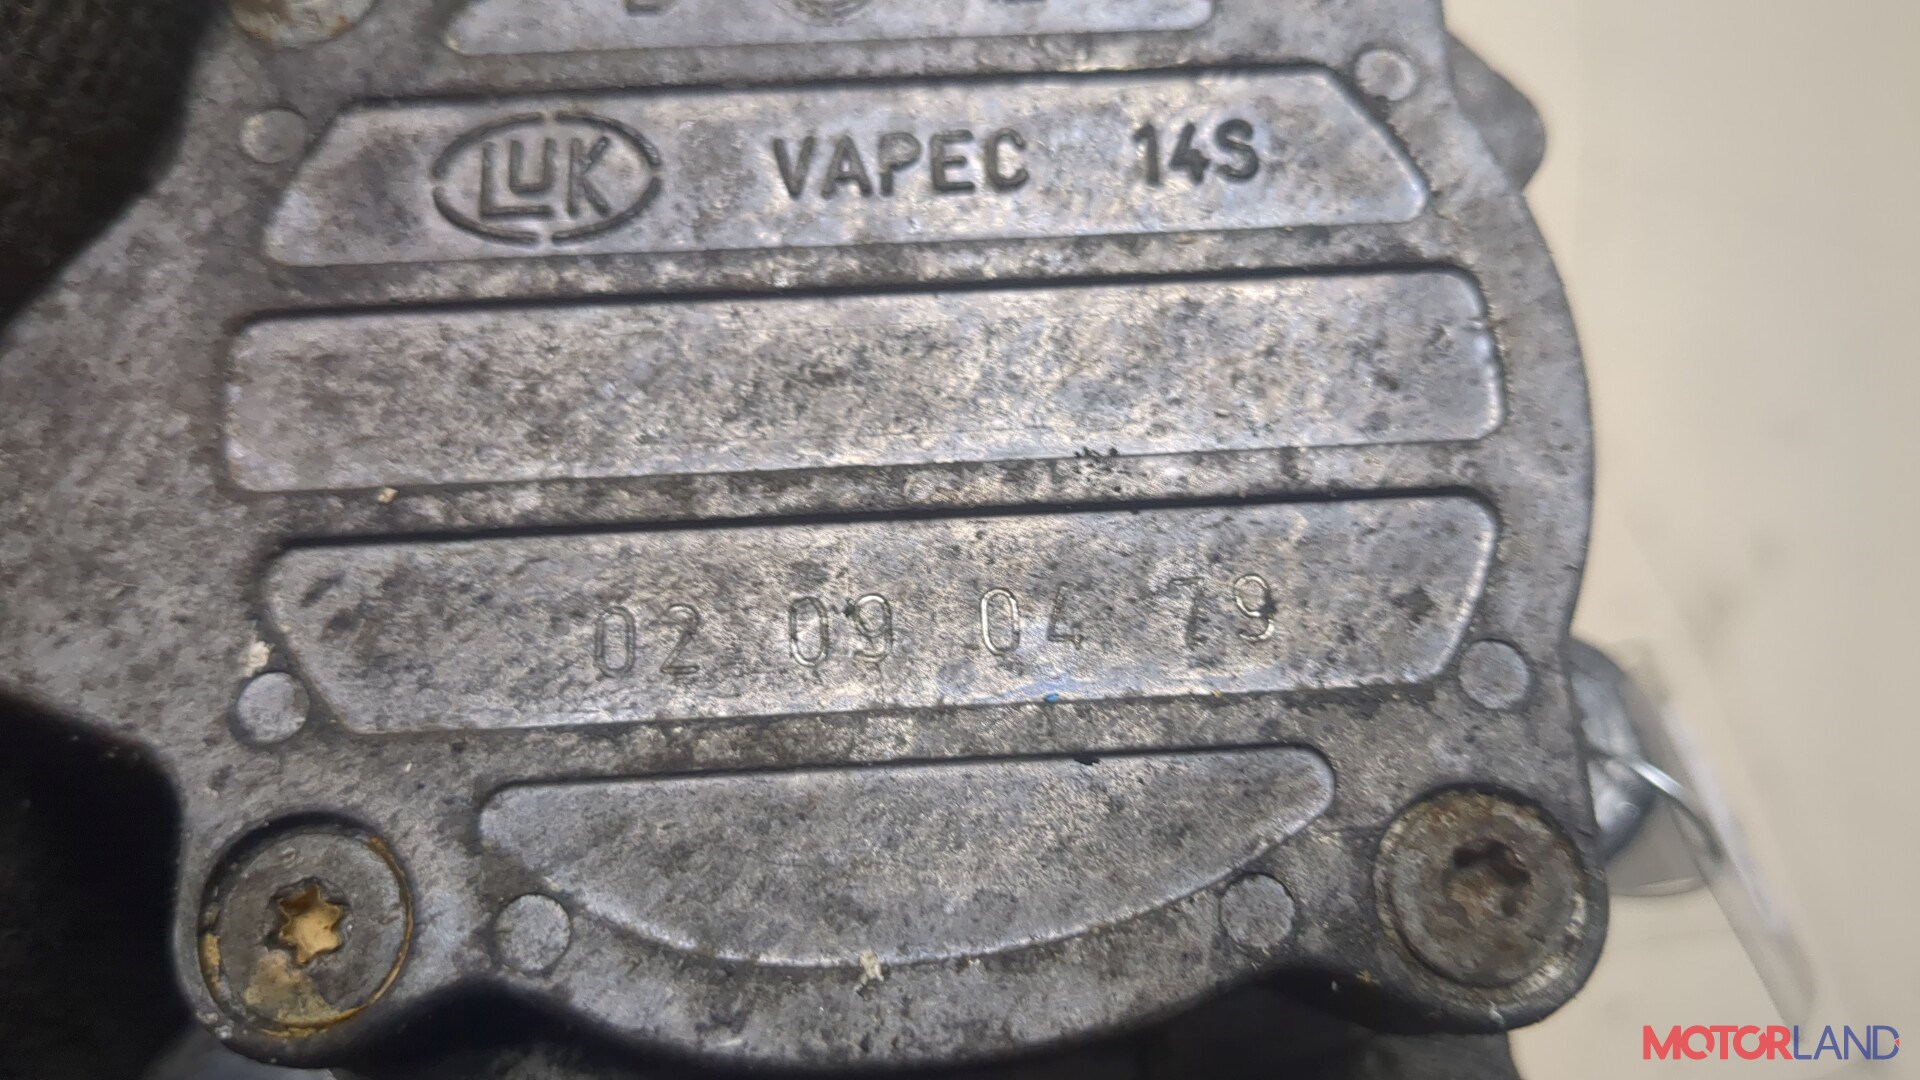 LUK VAPEC 14S
02 09 04 79
MOTORLAND